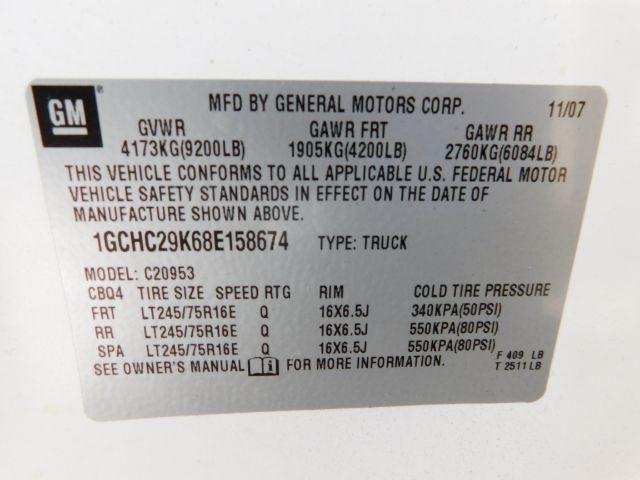 GM ®
MFD BY GENERAL MOTORS CORP. 11/07
GVWR GAWR FRT GAWR RR
4173KG(9200LB) 1905KG(4200LB) 2760KG(6084LB)
THIS VEHICLE CONFORMS TO ALL APPLICABLE U.S. FEDERAL MOTOR
VEHICLE SAFETY STANDARDS IN EFFECT ON THE DATE OF
MANUFACTURE SHOWN ABOVE.
1GCHC29K68E158674 TYPE: TRUCK
MODEL: C20953
CBQ4 TIRE SIZE SPEED RTG RIM COLD TIRE PRESSURE
FRT LT245/75R16E Q 16X6.5J 340KPA(50PSI)
RR LT245/75R16E Q 16X6.5J 550KPA(80PSI)
SPA LT245/75R16E Q 16X6.5J 550KPA(80PSI)
F 409 LB
SEE OWNER'S MANUAL i FOR MORE INFORMATION. T 2511 LB